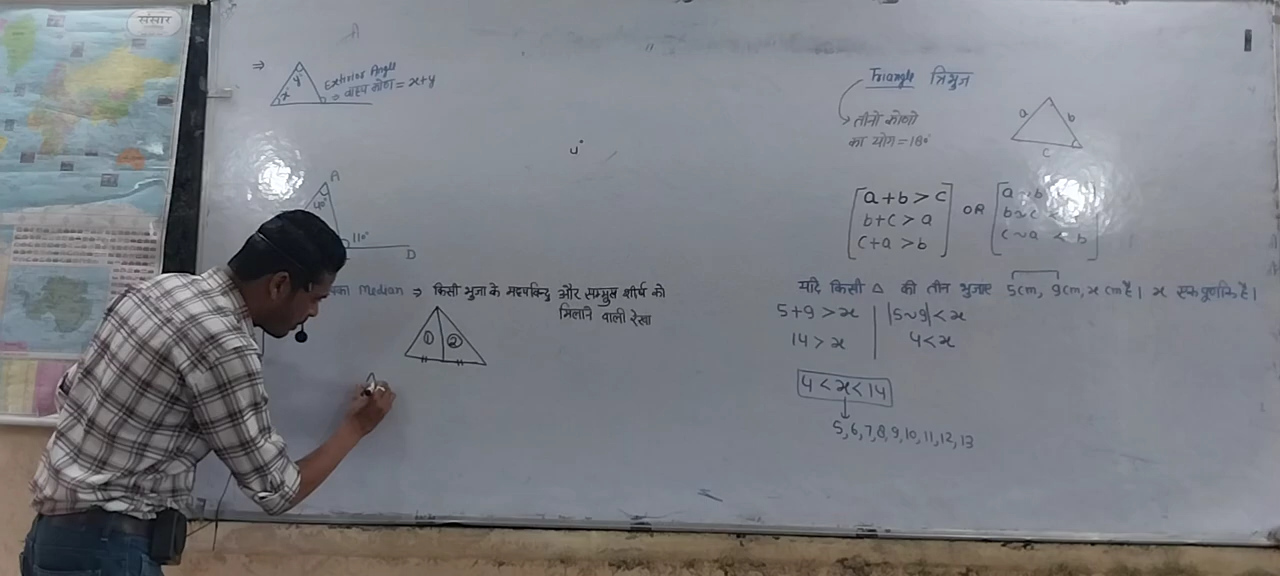 संसार
A
⇒
y
x
Exterior Angle
⇒ बाह्य कोण = x+y
A
40°
110°
D
Median ⇒ किसी भुजा के मध्यबिन्दु और सम्मुख शीर्ष को
मिलाने वाली रेखा
① ②
Triangle त्रिभुज
तीनो कोणो
का योग = 180°
a b
c
a + b > c
b + c > a
c + a > b
OR
b ~ c <
c ~ a < b
यदि किसी △ की तीन भुजाए 5cm, 9cm, x cm है। x एक पूर्णांक है।
5+9 > x |5~9| < x
14 > x 4 < x
4 < x < 14
5, 6, 7, 8, 9, 10, 11, 12, 13